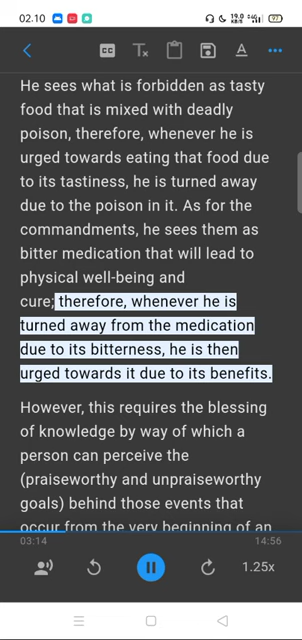 02.10
19.0
KB/S
97
CC
He sees what is forbidden as tasty
food that is mixed with deadly
poison, therefore, whenever he is
urged towards eating that food due
to its tastiness, he is turned away
due to the poison in it. As for the
commandments, he sees them as
bitter medication that will lead to
physical well-being and
cure; therefore, whenever he is
turned away from the medication
due to its bitterness, he is then
urged towards it due to its benefits.
However, this requires the blessing
of knowledge by way of which a
person can perceive the
(praiseworthy and unpraiseworthy
goals) behind those events that
occur from the very beginning of an
03:14
14:56
1.25x